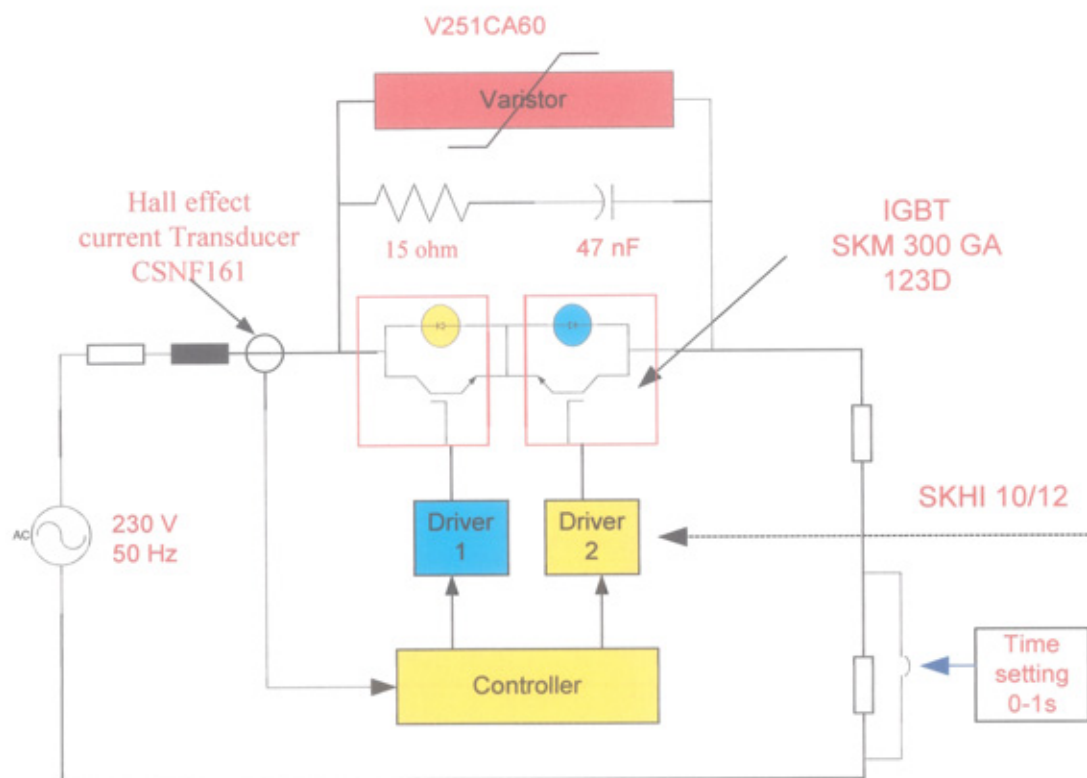 V251CA60
Varistor
Hall effect
current Transducer
CSNF161
15 ohm
47 nF
IGBT
SKM 300 GA
123D
AC
230 V
50 Hz
Driver
1
Driver
2
SKHI 10/12
Controller
Time
setting
0-1s